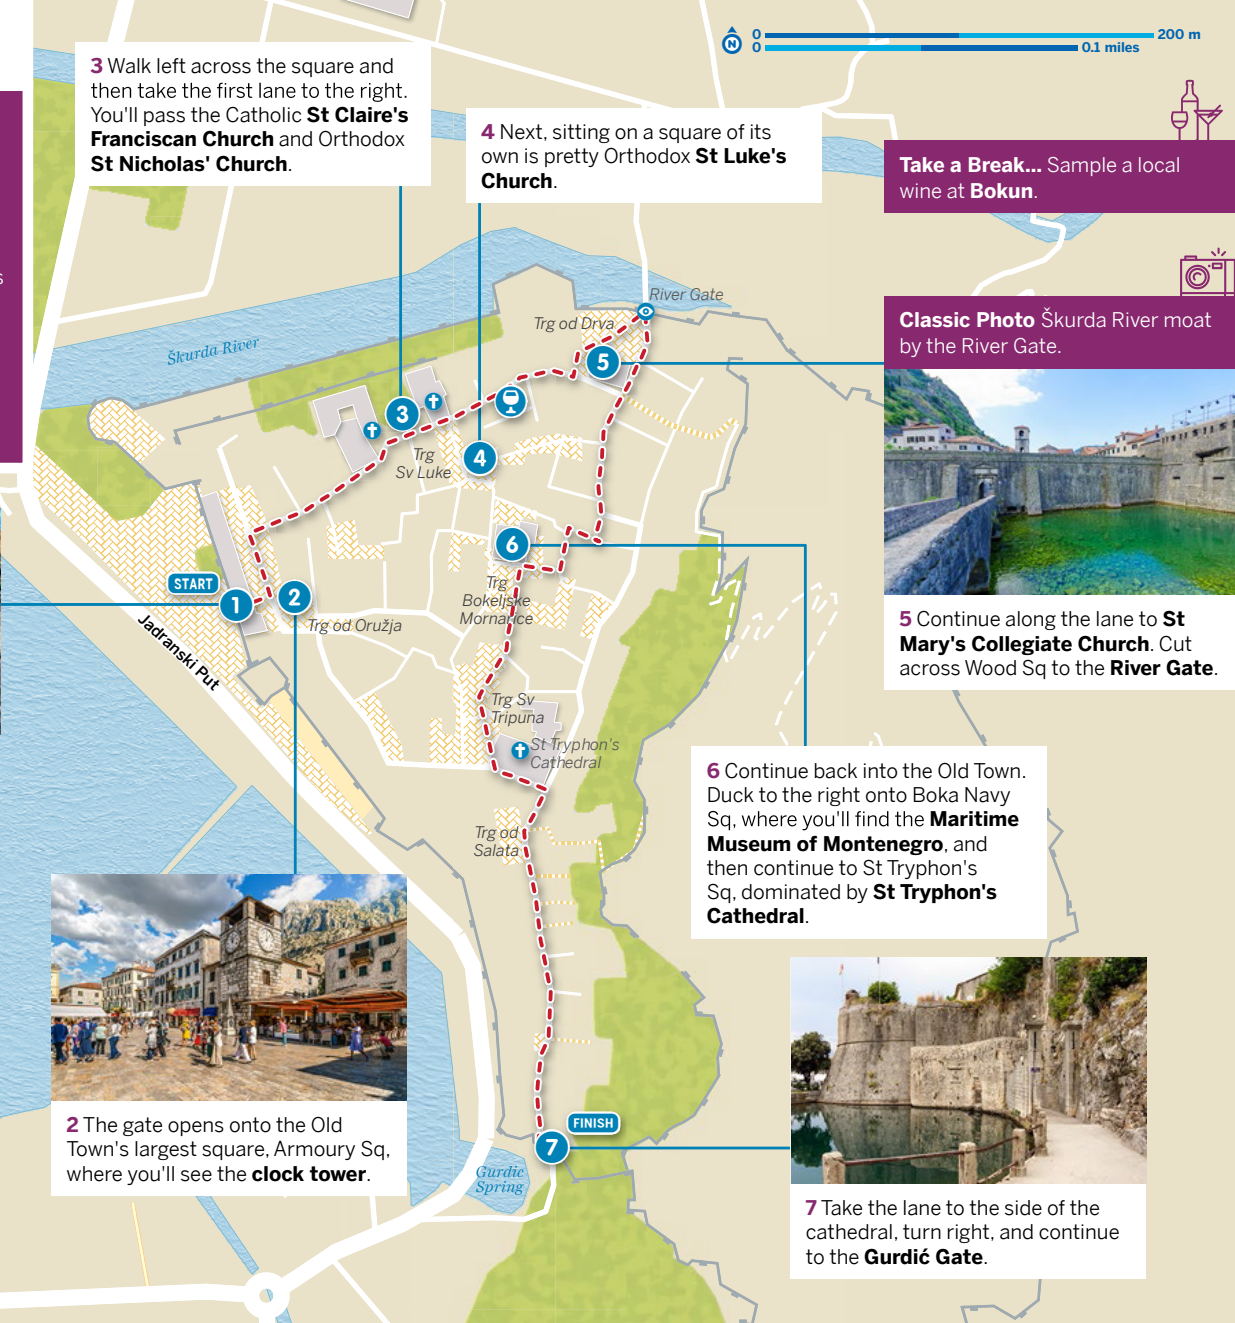 0
200 m
N
0
0.1 miles
3 Walk left across the square and
then take the first lane to the right.
You'll pass the Catholic St Claire's
Franciscan Church and Orthodox
St Nicholas' Church.
4 Next, sitting on a square of its
own is pretty Orthodox St Luke's
Church.
Take a Break... Sample a local
wine at Bokun.
s
River Gate
Classic Photo Škurda River moat
by the River Gate.
Trg od Drva
Škurda River
5
3
Trg
Sv Luke
4
6
START
1
2
Trg
Bokeljske
Mornarice
Trg od Oružja
Jadranski Put
5 Continue along the lane to St
Mary's Collegiate Church. Cut
across Wood Sq to the River Gate.
Trg Sv
Tripuna
St Tryphon's
Cathedral
6 Continue back into the Old Town.
Duck to the right onto Boka Navy
Sq, where you'll find the Maritime
Museum of Montenegro, and
then continue to St Tryphon's
Sq, dominated by St Tryphon's
Cathedral.
Trg od
Salata
2 The gate opens onto the Old
Town's largest square, Armoury Sq,
where you'll see the clock tower.
FINISH
7
Gurdic
Spring
7 Take the lane to the side of the
cathedral, turn right, and continue
to the Gurdić Gate.